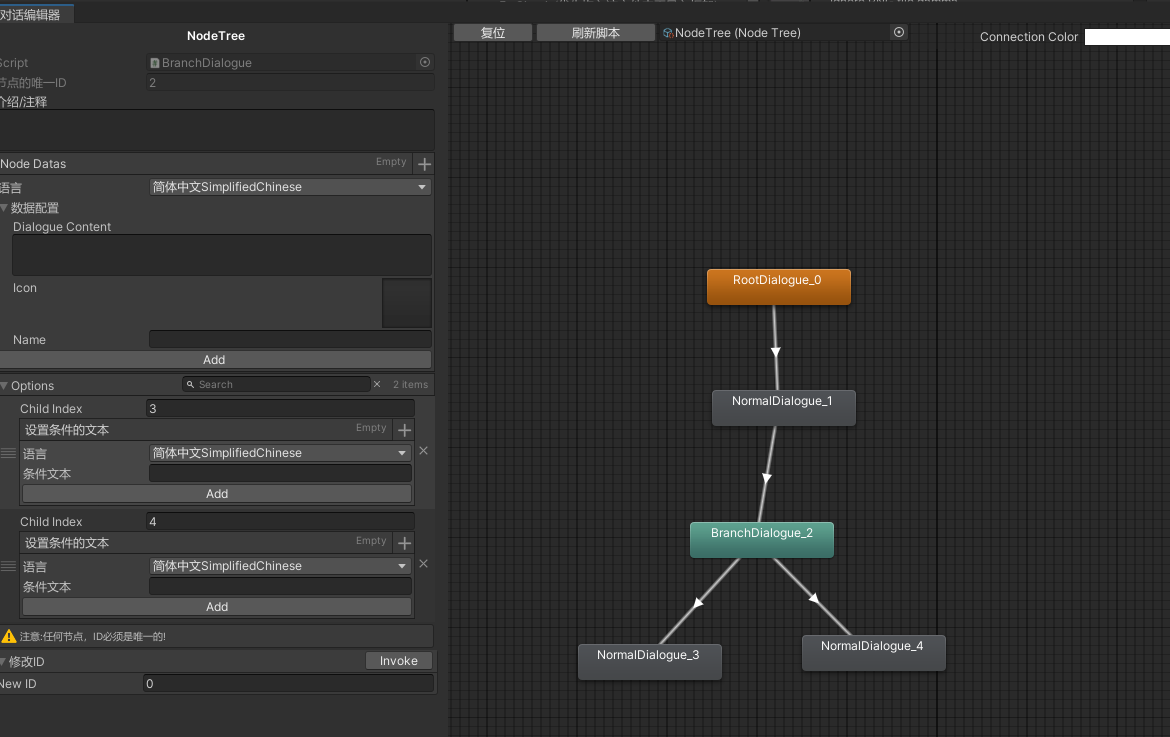 对话编辑器
NodeTree
Script
BranchDialogue
节点的唯一ID
2
介绍/注释
Node Datas
Empty
语言
简体中文SimplifiedChinese
数据配置
Dialogue Content
Icon
Name
Add
Options
Search
2 items
Child Index
3
设置条件的文本
Empty
语言
简体中文SimplifiedChinese
条件文本
Add
Child Index
4
设置条件的文本
Empty
语言
简体中文SimplifiedChinese
条件文本
Add
注意:任何节点，ID必须是唯一的!
修改ID
Invoke
New ID
0
复位
刷新脚本
NodeTree (Node Tree)
Connection Color
RootDialogue_0
NormalDialogue_1
BranchDialogue_2
NormalDialogue_3
NormalDialogue_4